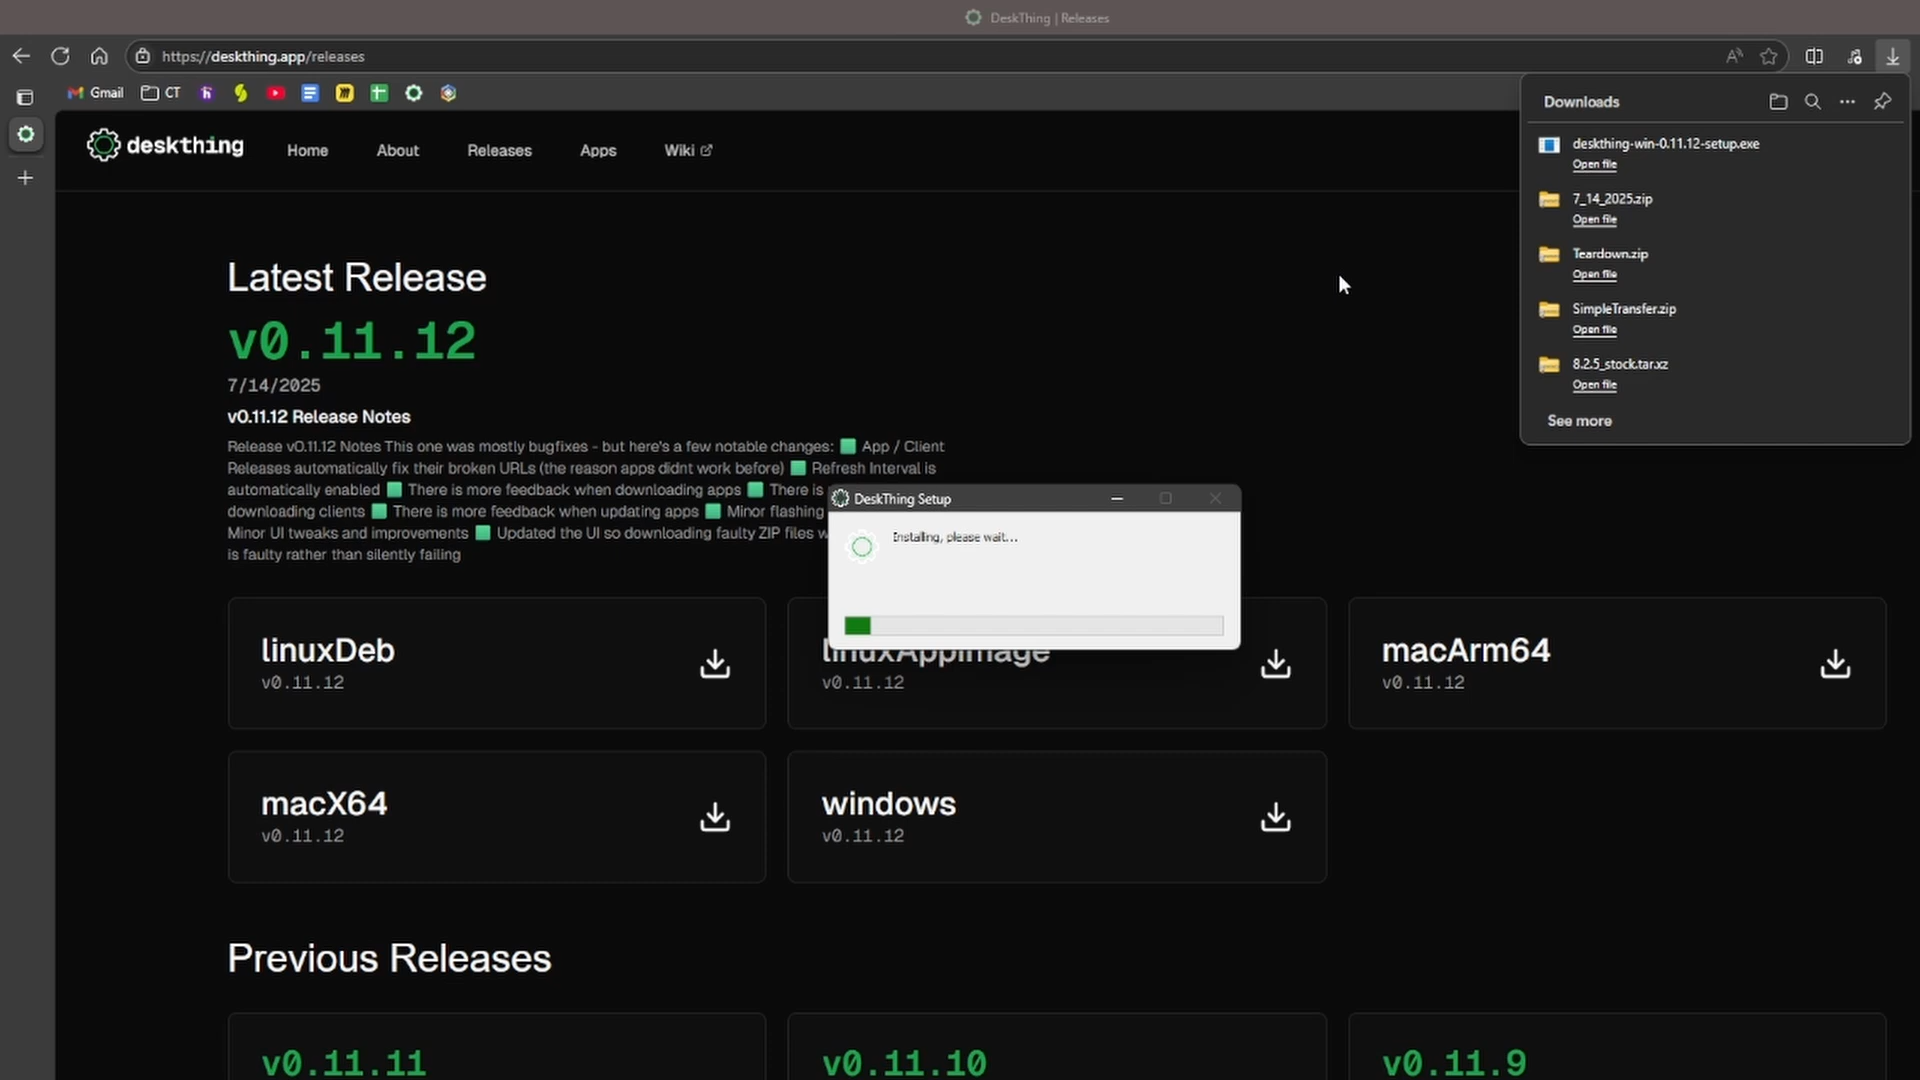 DeskThing | Releases
https://deskthing.app/releases
Gmail
CT
Downloads
deskthing-win-0.11.12-setup.exe
Open file
7_14_2025.zip
Open file
Teardown.zip
Open file
SimpleTransfer.zip
Open file
8.2.5_stock.tar.xz
Open file
See more
deskthing
Home
About
Releases
Apps
Wiki
Latest Release
v0.11.12
7/14/2025
v0.11.12 Release Notes
Release v0.11.12 Notes This one was mostly bugfixes - but here's a few notable changes: App / Client
Releases automatically fix their broken URLs (the reason apps didnt work before) Refresh Interval is
automatically enabled There is more feedback when downloading apps There is
downloading clients There is more feedback when updating apps Minor flashing
Minor UI tweaks and improvements Updated the UI so downloading faulty ZIP files
is faulty rather than silently failing
DeskThing Setup
Installing, please wait...
linuxDeb
v0.11.12
linuxAppImage
v0.11.12
macArm64
v0.11.12
macX64
v0.11.12
windows
v0.11.12
Previous Releases
v0.11.11
v0.11.10
v0.11.9